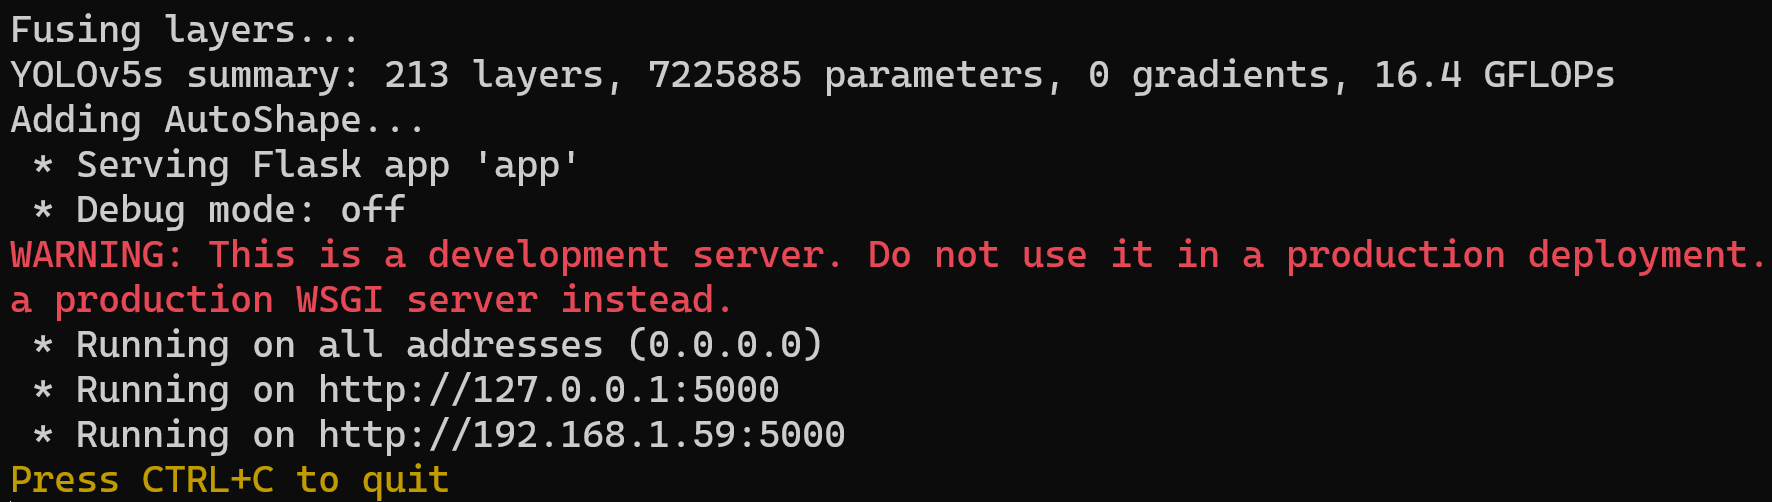 Fusing layers...
YOLOv5s summary: 213 layers, 7225885 parameters, 0 gradients, 16.4 GFLOPs
Adding AutoShape...
 * Serving Flask app 'app'
 * Debug mode: off
WARNING: This is a development server. Do not use it in a production deployment.
a production WSGI server instead.
 * Running on all addresses (0.0.0.0)
 * Running on http://127.0.0.1:5000
 * Running on http://192.168.1.59:5000
Press CTRL+C to quit